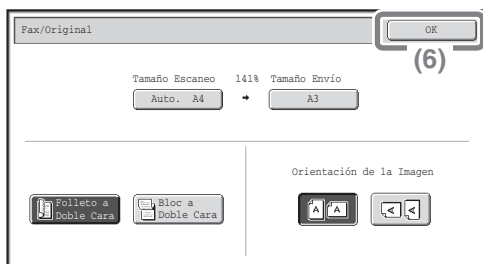 Fax/Original
OK
(6)
Tamaño Escaneo 141% Tamaño Envío
Auto. A4 → A3
Orientación de la Imagen
Folleto a
Doble Cara
Bloc a
Doble Cara
A A A A